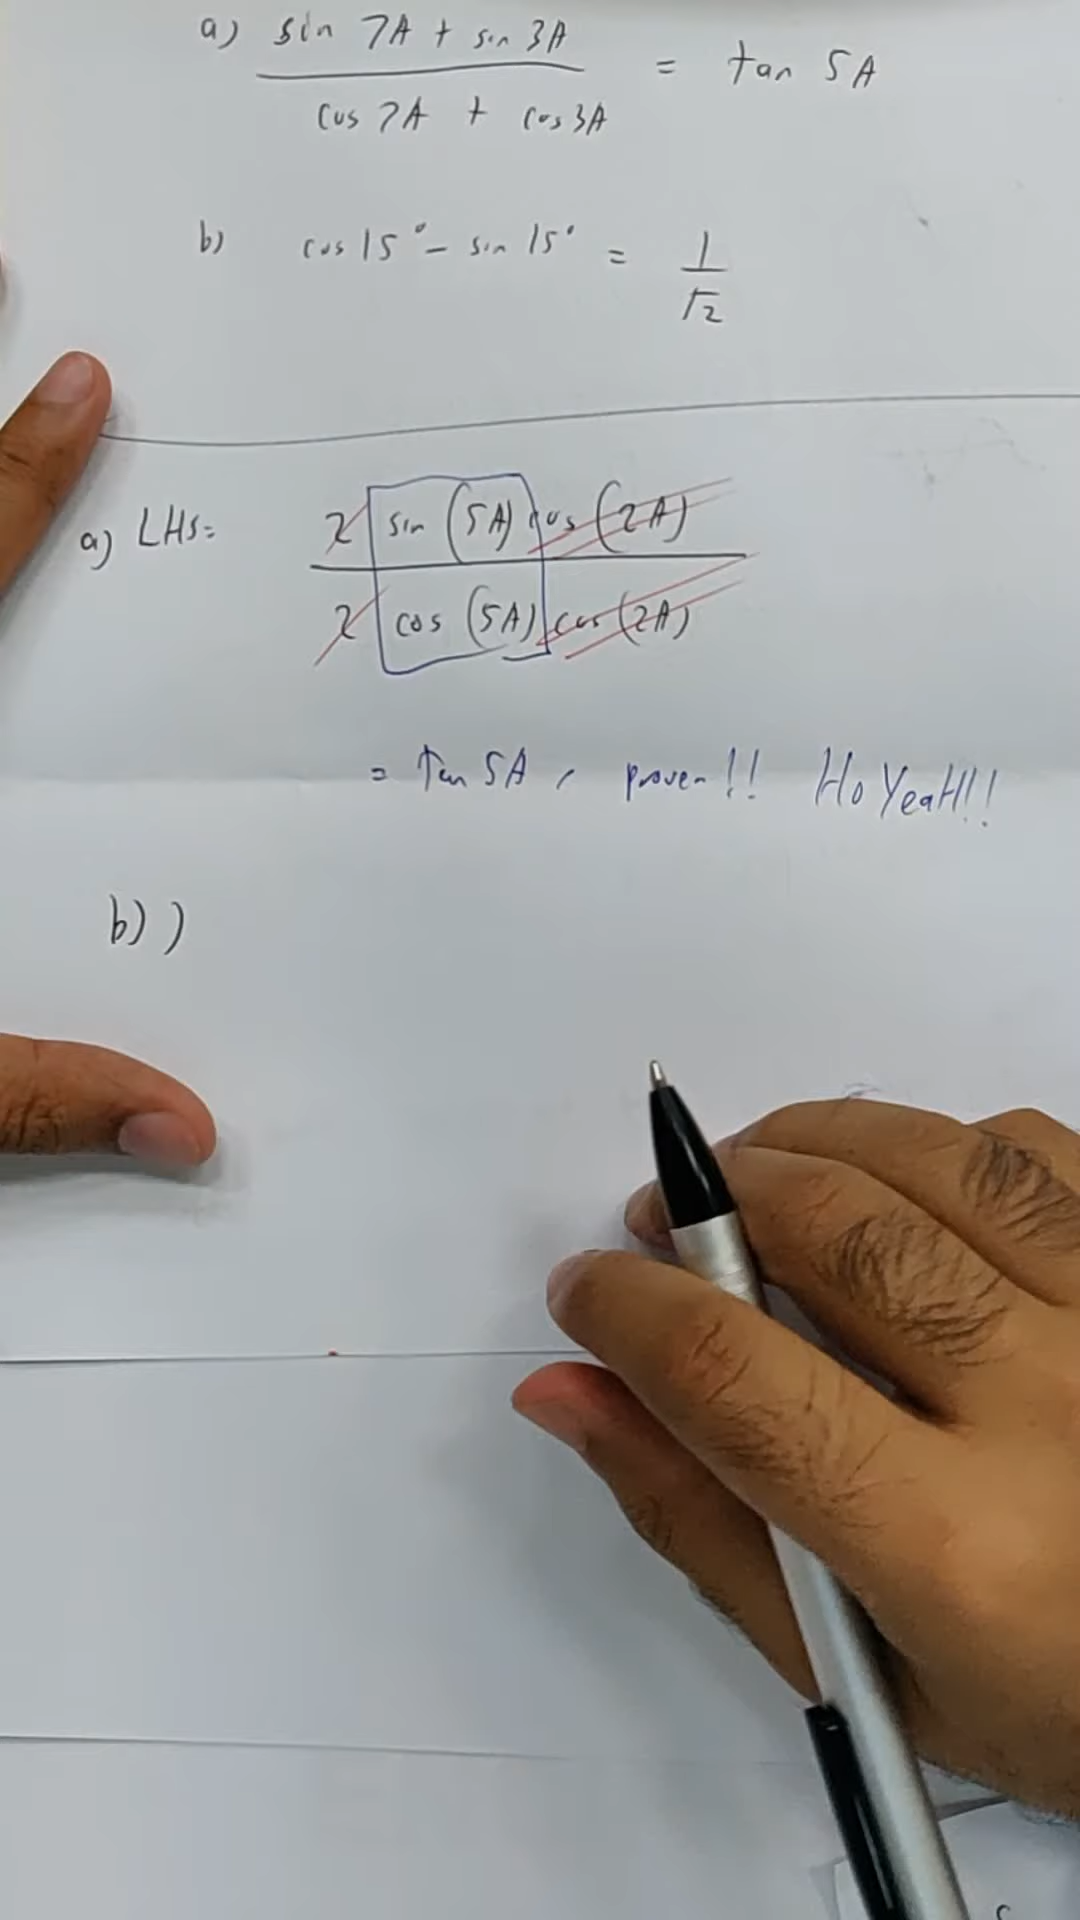 a) sin 7A + sin 3A
= tan 5A
cos 7A + cos 3A
b) cos 15° - sin 15° = 1
√2
a) LHS = 2 sin (5A) cos (2A)
2 cos (5A) cos (2A)
= Tan 5A, proven!! Ho YeaH!!!
b) )